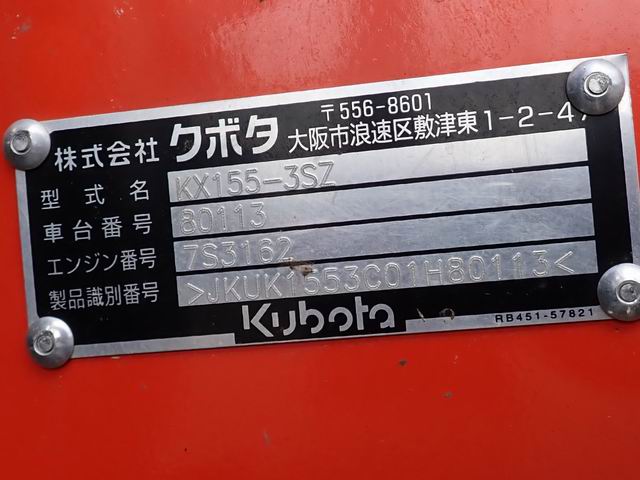 〒556-8601
株式会社 クボタ 大阪市浪速区敷津東1-2-47
型式名 KX155-3SZ
車台番号 80113
エンジン番号 7S3162
製品識別番号 >JKUK1553C01H80113<
Kubota
RB451-57821